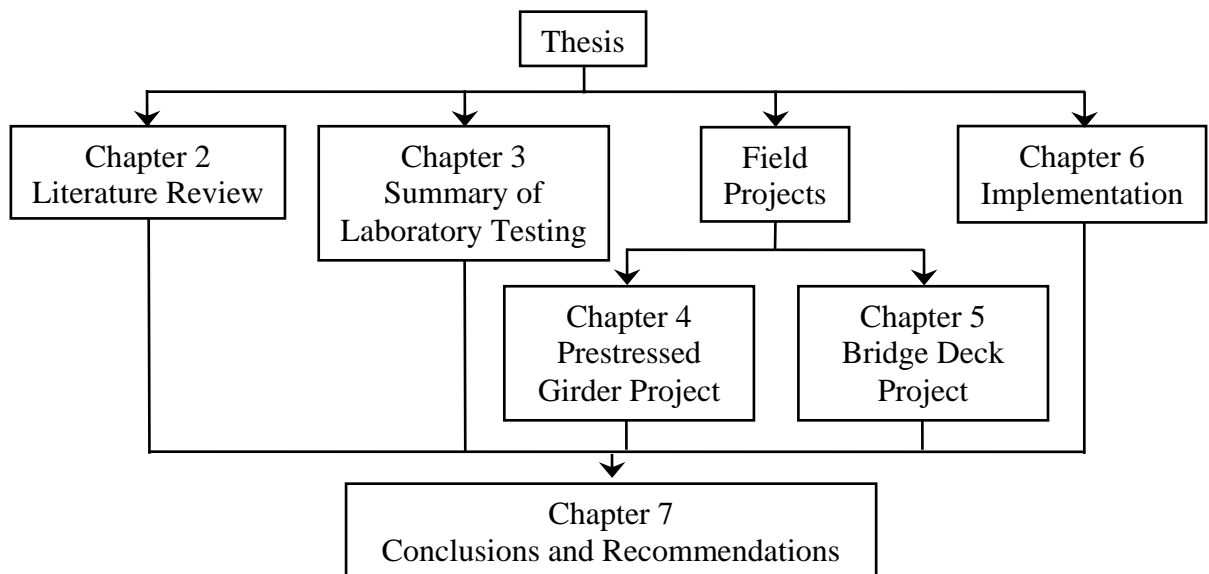 Thesis
Chapter 2
Literature Review
Chapter 3
Summary of
Laboratory Testing
Field
Projects
Chapter 6
Implementation
Chapter 4
Prestressed
Girder Project
Chapter 5
Bridge Deck
Project
Chapter 7
Conclusions and Recommendations